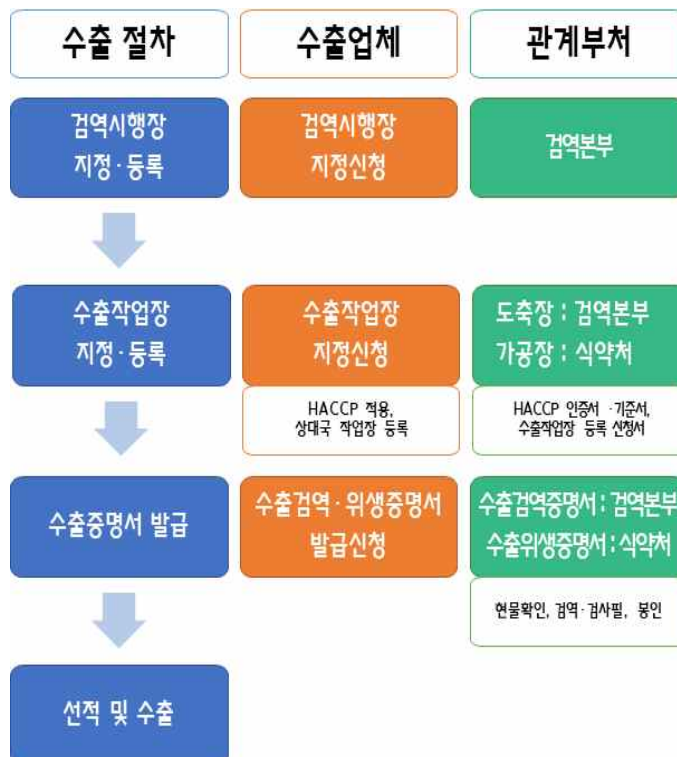 수출 절차
수출업체
관계부처
검역시행장
지정·등록
검역시행장
지정신청
검역본부
수출작업장
지정·등록
수출작업장
지정신청
도축장 : 검역본부
가공장 : 식약처
HACCP 적용,
상대국 작업장 등록
HACCP 인증서 ·기준서,
수출작업장 등록 신청서
수출증명서 발급
수출검역·위생증명서
발급신청
수출검역증명서 : 검역본부
수출위생증명서 : 식약처
현물확인, 검역·검사필, 봉인
선적 및 수출